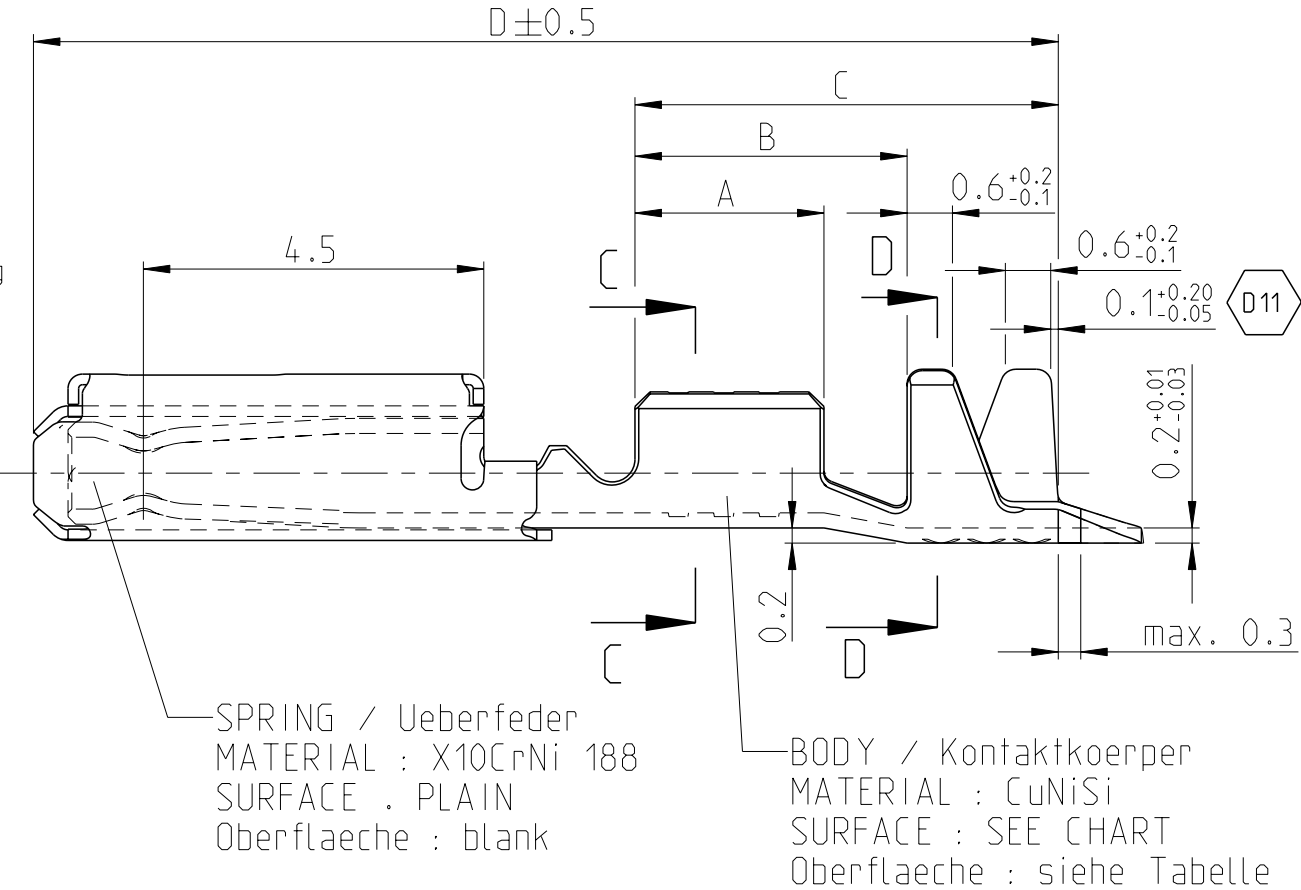 D±0.5
C
B
A
0.6 +0.2 -0.1
4.5
C
D
0.6 +0.2 -0.1
0.1 +0.20 -0.05
D11
0.2 +0.01 -0.03
0.2
max. 0.3
C
D
SPRING / Ueberfeder
MATERIAL : X10CrNi 188
SURFACE . PLAIN
Oberflaeche : blank
BODY / Kontaktkoerper
MATERIAL : CuNiSi
SURFACE : SEE CHART
Oberflaeche : siehe Tabelle